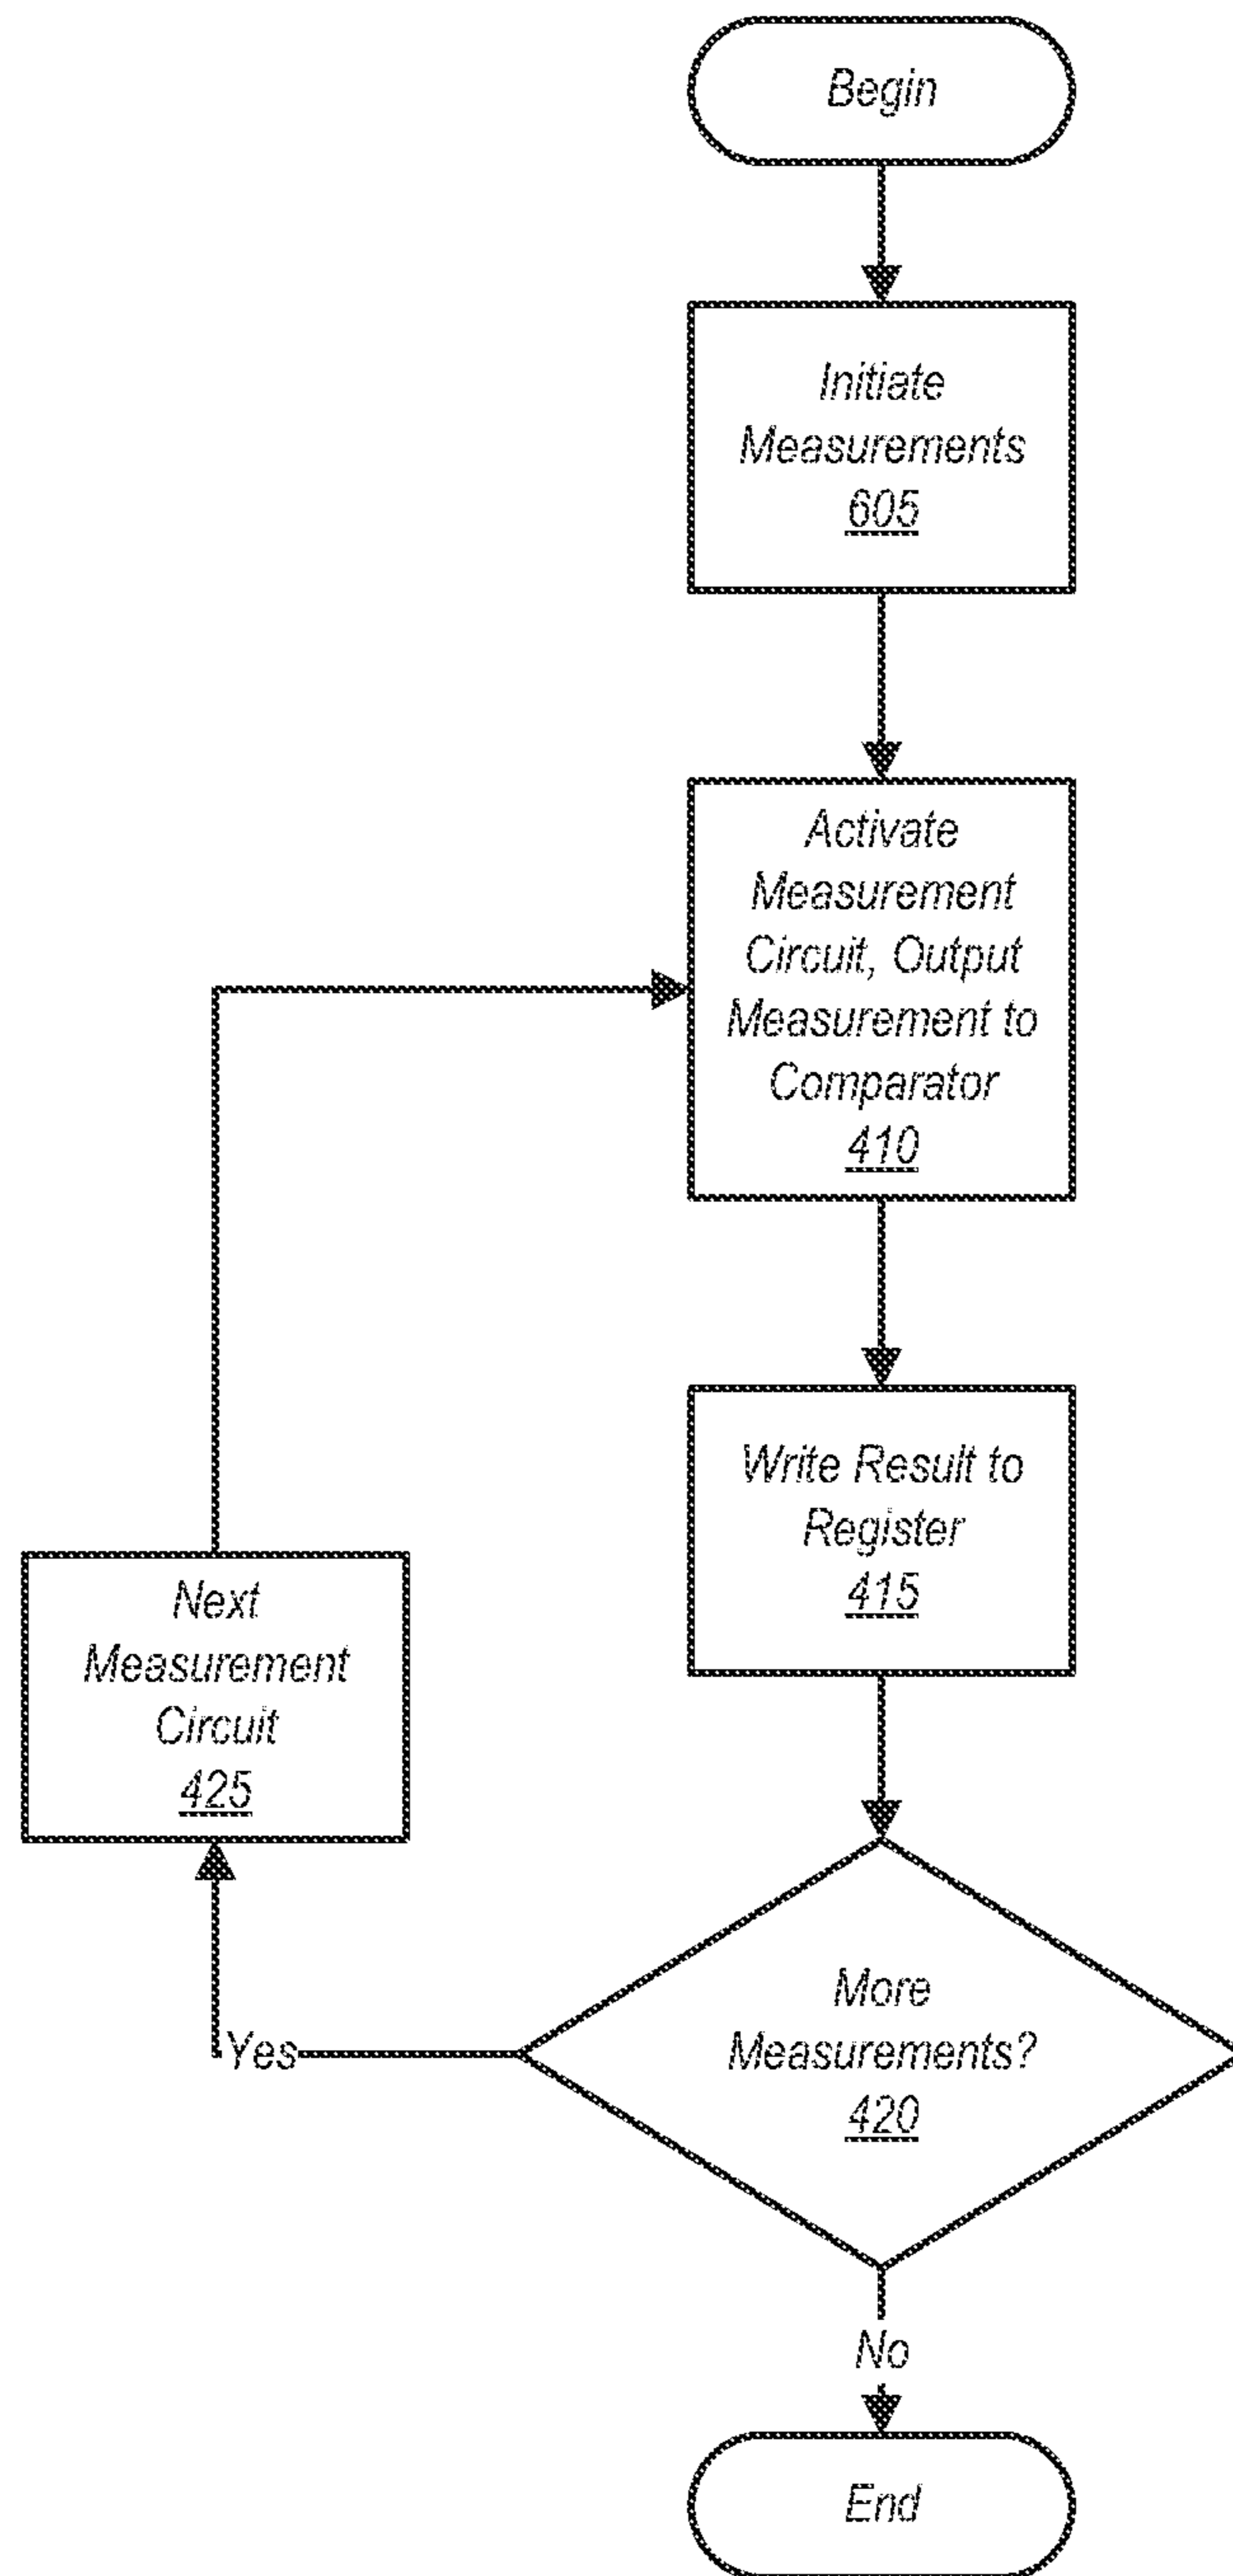 Begin
Initiate
Measurements
605
Activate
Measurement
Circuit, Output
Measurement to
Comparator
410
Write Result to
Register
415
Next
Measurement
Circuit
425
More
Measurements?
420
Yes
No
End